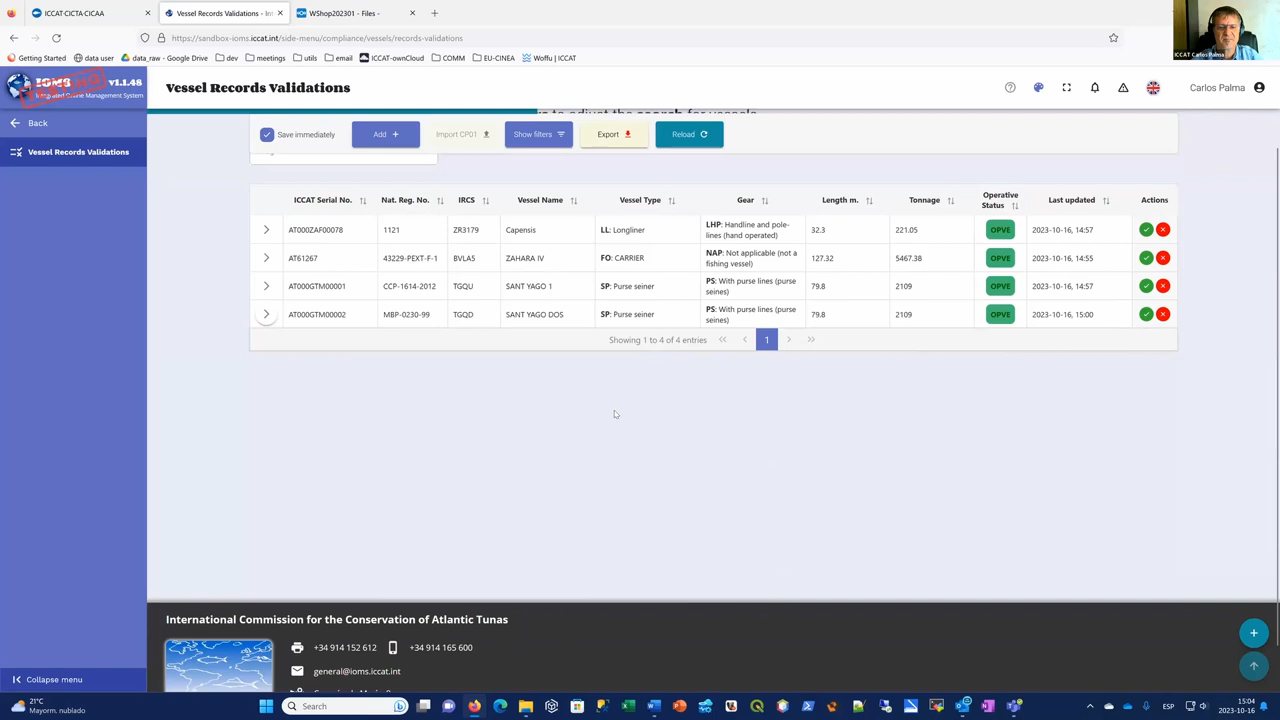 ICCAT·CICTA·CICAA
Vessel Records Validations - Int
WShop202301 - Files -
https://sandbox-ioms.iccat.int/side-menu/compliance/vessels/records-validations
Getting Started
data user
data_raw - Google Drive
dev
meetings
utils
email
ICCAT-ownCloud
COMM
EU-CINEA
Woffu | ICCAT
ICCAT Carlos Palma
IOMS
v1.1.48
Integrated Online Management System
Vessel Records Validations
Carlos Palma
Back
Vessel Records Validations
to adjust the search for vessels
Save immediately
Add +
Import CP01
Show filters
Export
Reload
ICCAT Serial No. Nat. Reg. No. IRCS Vessel Name Vessel Type Gear Length m. Tonnage Operative Status Last updated Actions
AT000ZAF00078 1121 ZR3179 Capensis LL: Longliner LHP: Handline and pole-lines (hand operated) 32.3 221.05 OPVE 2023-10-16, 14:57
AT61267 43229-PEXT-F-1 BVLA5 ZAHARA IV FO: CARRIER NAP: Not applicable (not a fishing vessel) 127.32 5467.38 OPVE 2023-10-16, 14:55
AT000GTM00001 CCP-1614-2012 TGQU SANT YAGO 1 SP: Purse seiner PS: With purse lines (purse seines) 79.8 2109 OPVE 2023-10-16, 14:57
AT000GTM00002 MBP-0230-99 TGQD SANT YAGO DOS SP: Purse seiner PS: With purse lines (purse seines) 79.8 2109 OPVE 2023-10-16, 15:00
Showing 1 to 4 of 4 entries
1
International Commission for the Conservation of Atlantic Tunas
+34 914 152 612
+34 914 165 600
general@ioms.iccat.int
Collapse menu
21°C
Mayorm. nublado
Search
ESP
15:04
2023-10-16